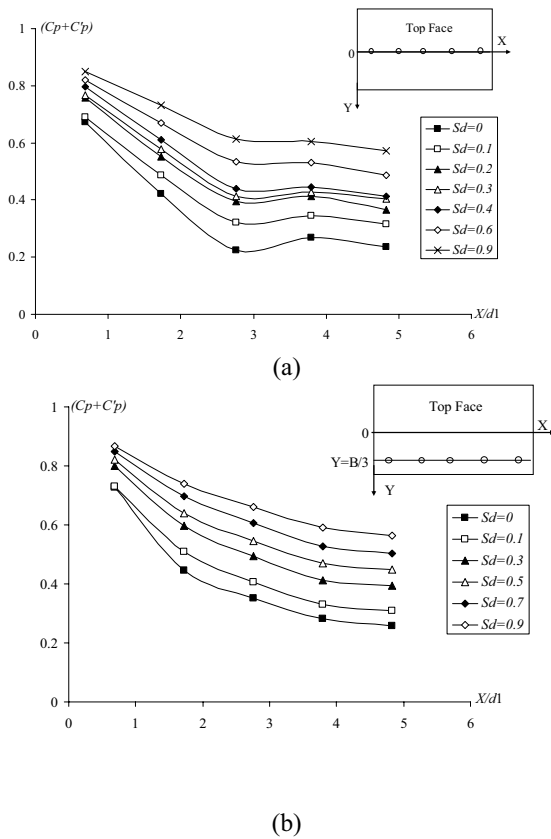 (Cp+C'p)
1
0.8
0.6
0.4
0.2
0
0 1 2 3 4 5 6
X/d1
Top Face
0
X
Y
Sd=0
Sd=0.1
Sd=0.2
Sd=0.3
Sd=0.4
Sd=0.6
Sd=0.9
(a)
(Cp+C'p)
1
0.8
0.6
0.4
0.2
0
0 1 2 3 4 5 6
X/d1
Top Face
0
X
Y=B/3
Y
Sd=0
Sd=0.1
Sd=0.3
Sd=0.5
Sd=0.7
Sd=0.9
(b)